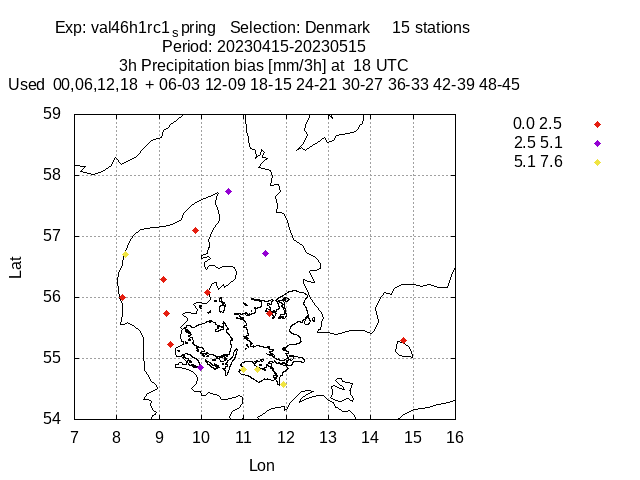 Exp: val46h1rc1spring   Selection: Denmark     15 stations
Period: 20230415-20230515
3h Precipitation bias [mm/3h] at  18 UTC
Used  00,06,12,18  + 06-03 12-09 18-15 24-21 30-27 36-33 42-39 48-45
0.0 2.5
2.5 5.1
5.1 7.6
59
58
57
56
55
54
Lat
7 8 9 10 11 12 13 14 15 16
Lon